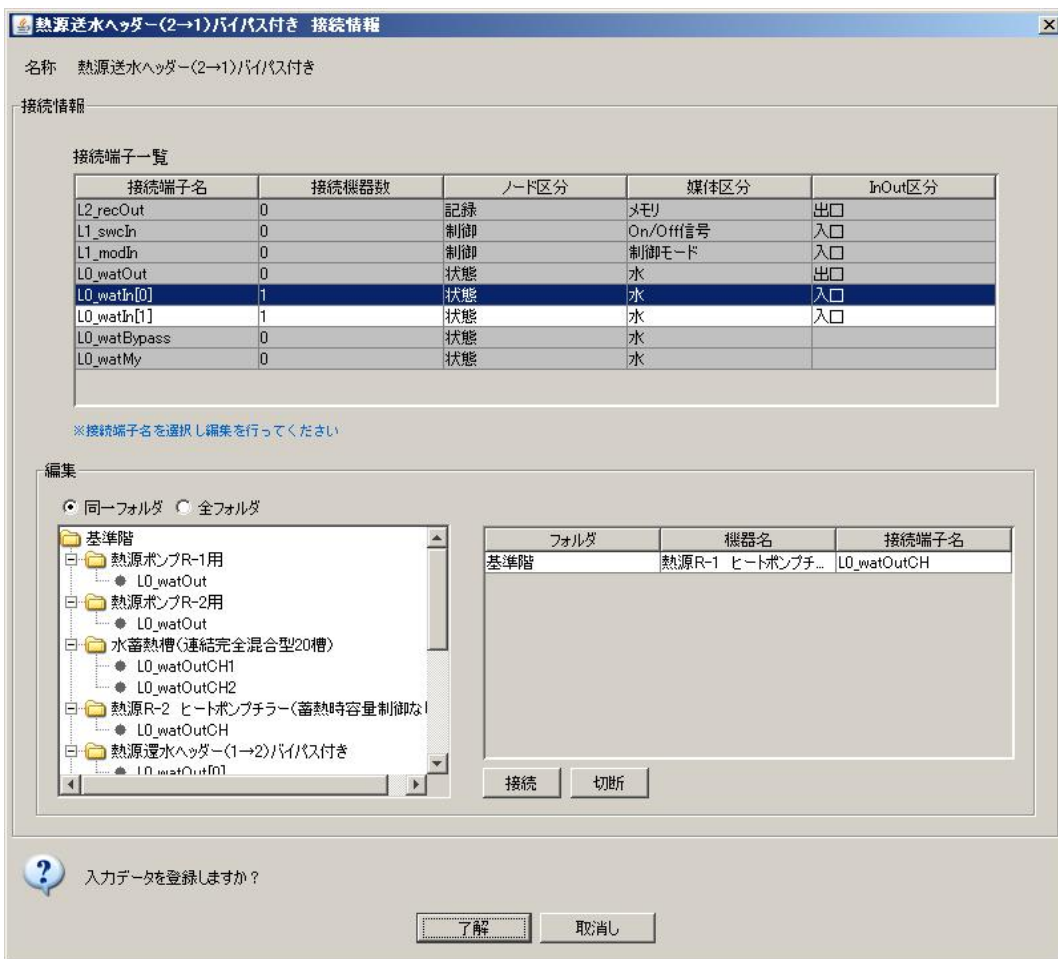 熱源送水ヘッダー(2→1)バイパス付き 接続情報
名称 熱源送水ヘッダー(2→1)バイパス付き
接続情報
接続端子一覧
接続端子名 接続機器数 ノード区分 媒体区分 InOut区分
L2_recOut 0 記録 メモリ 出口
L1_swcIn 0 制御 On/Off信号 入口
L1_modIn 0 制御 制御モード 入口
L0_watOut 0 状態 水 出口
L0_watIn[0] 1 状態 水 入口
L0_watIn[1] 1 状態 水 入口
L0_watBypass 0 状態 水
L0_watMy 0 状態 水
※接続端子名を選択し編集を行ってください
編集
同一フォルダ 全フォルダ
基準階
熱源ポンプR-1用
L0_watOut
熱源ポンプR-2用
L0_watOut
水蓄熱槽(連結完全混合型20槽)
L0_watOutCH1
L0_watOutCH2
熱源R-2 ヒートポンプチラー(蓄熱時容量制御なし
L0_watOutCH
熱源還水ヘッダー(1→2)バイパス付き
L0_watOut[0]
フォルダ 機器名 接続端子名
基準階 熱源R-1 ヒートポンプチ... L0_watOutCH
接続 切断
入力データを登録しますか?
了解 取消し